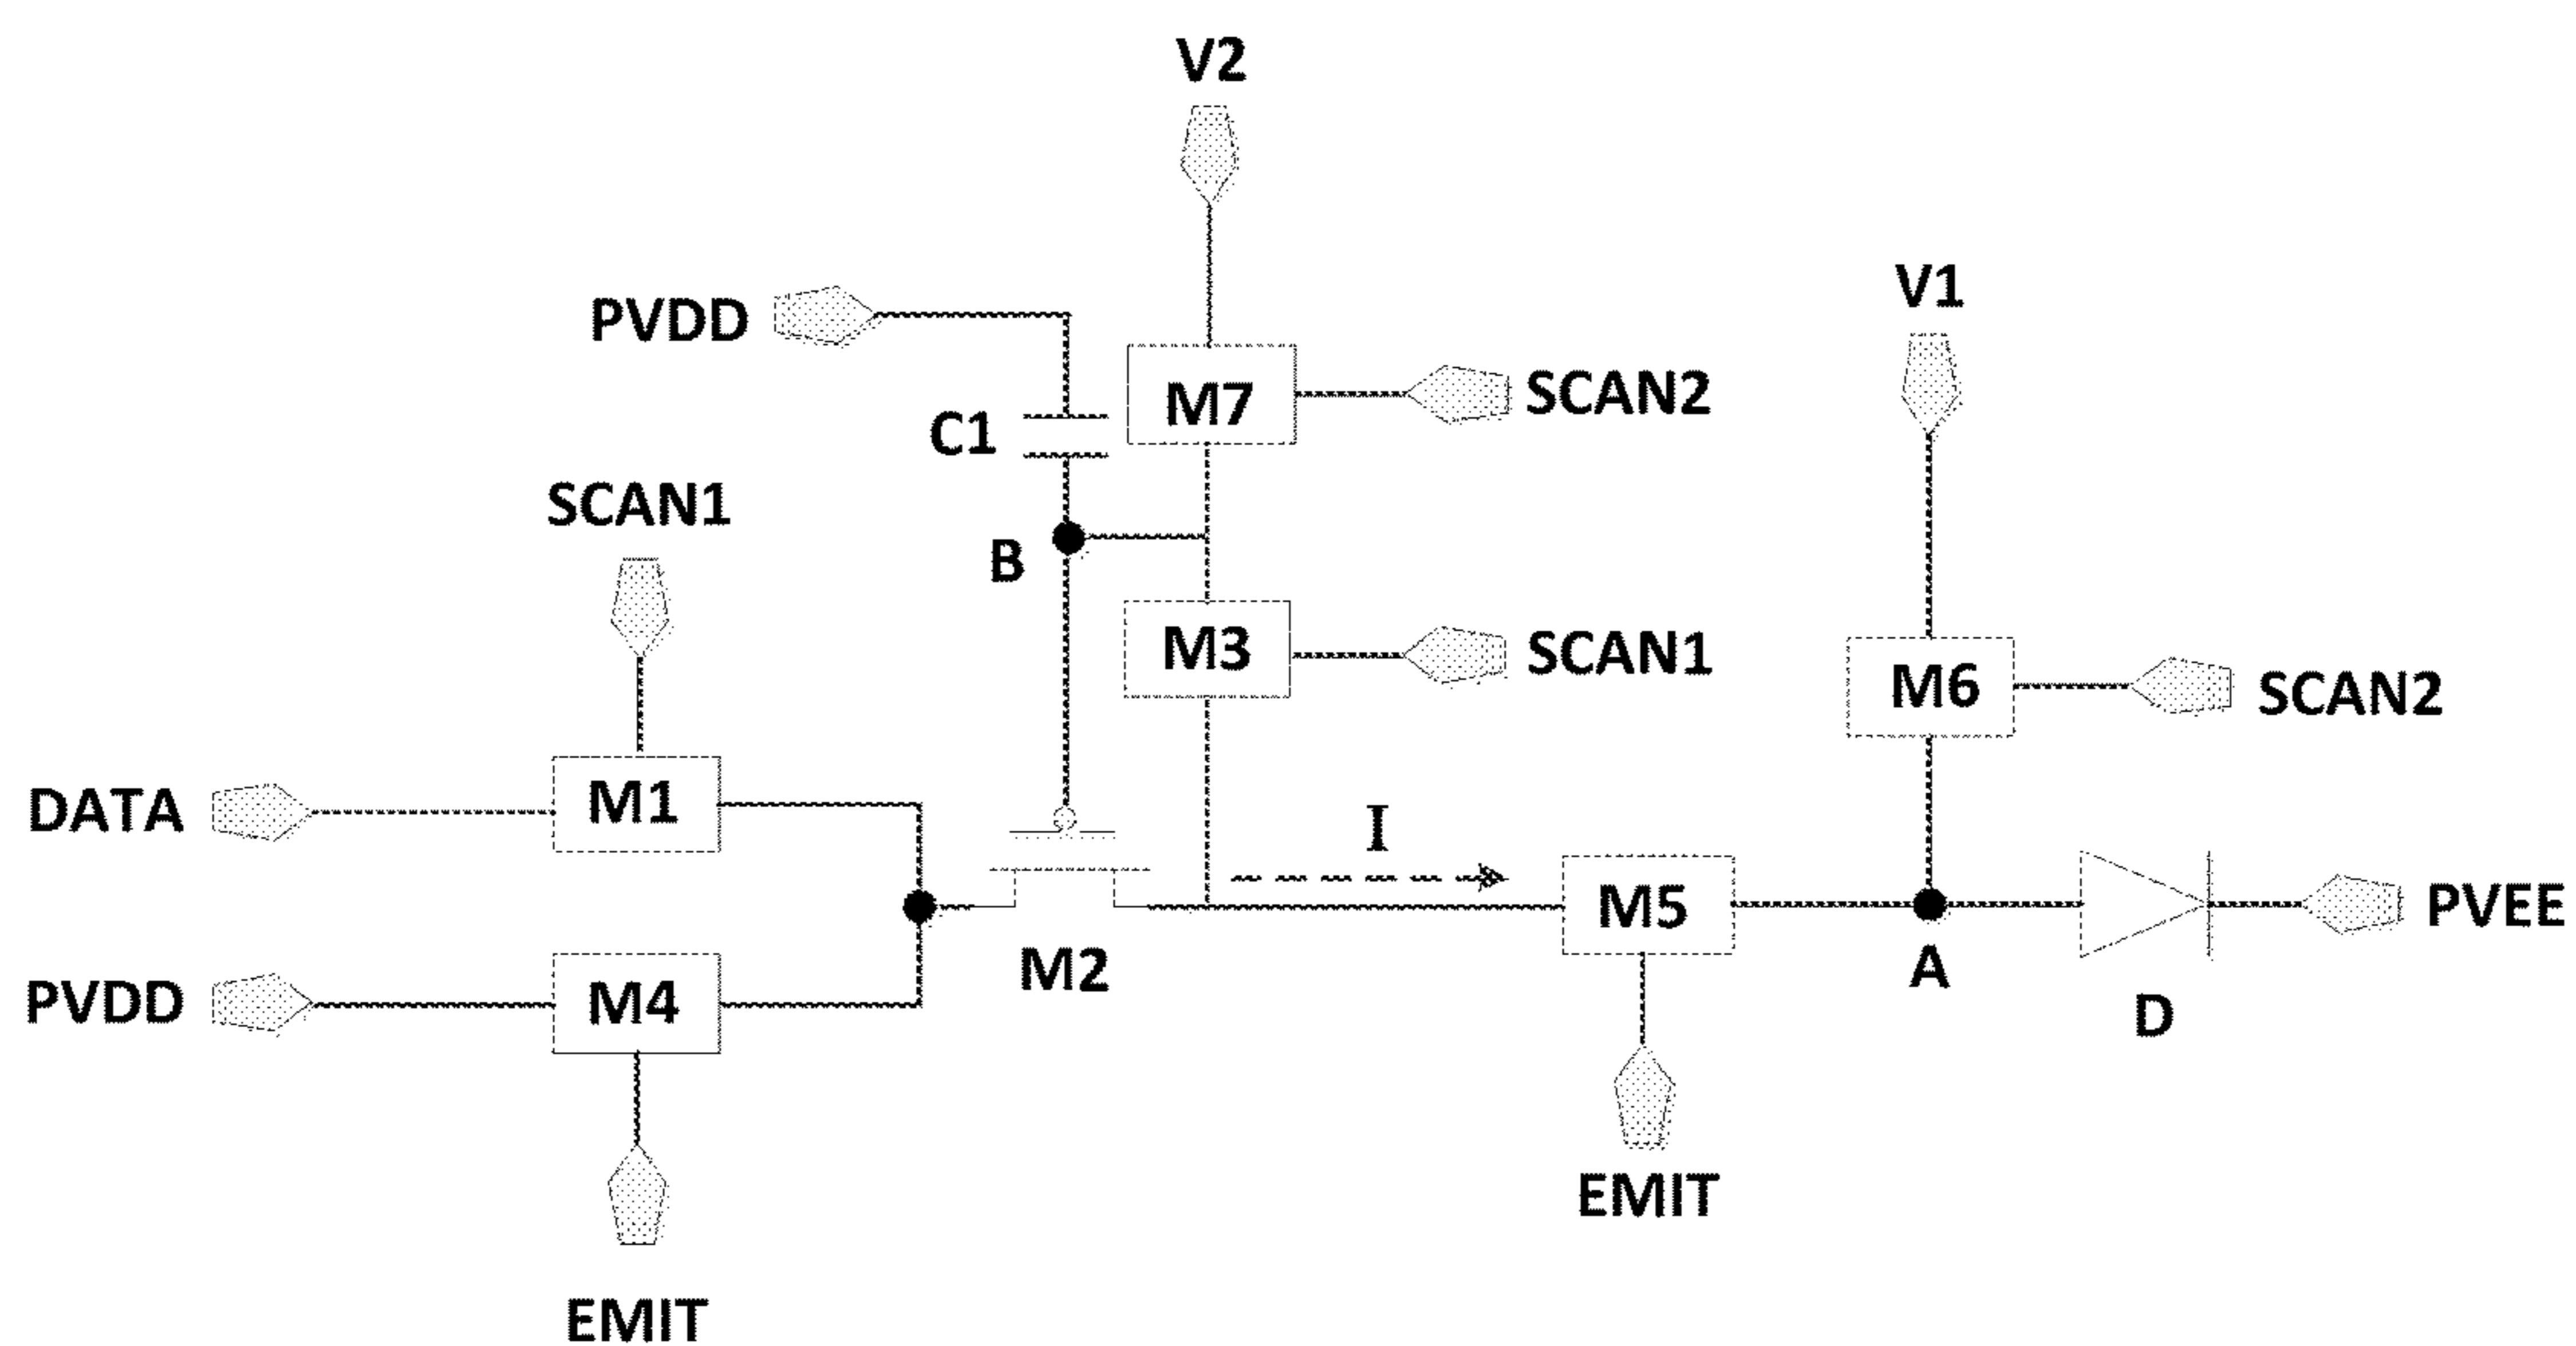 V2
V1
PVDD
M7
SCAN2
C1
SCAN1
B
M3
SCAN1
M6
SCAN2
DATA
M1
I
M5
PVEE
M2
A
PVDD
M4
D
EMIT
EMIT